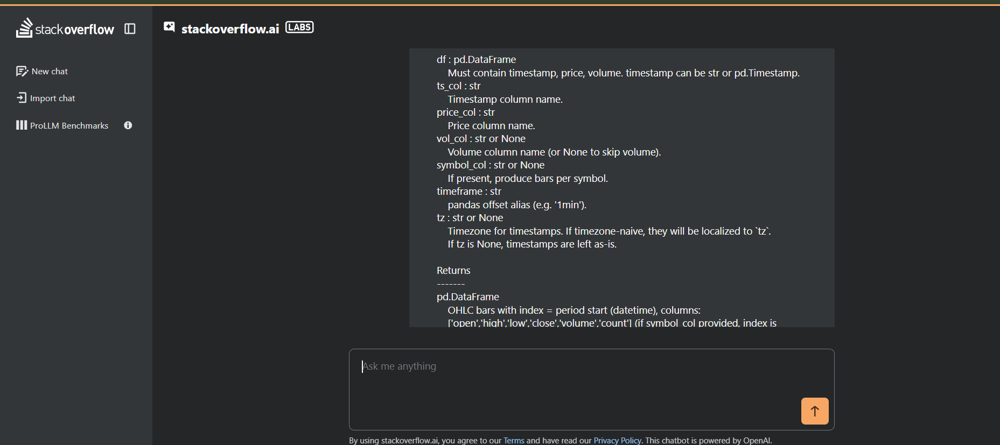 stackoverflow
stackoverflow.ai LABS
New chat
Import chat
ProLLM Benchmarks
df : pd.DataFrame
Must contain timestamp, price, volume. timestamp can be str or pd.Timestamp.
ts_col : str
Timestamp column name.
price_col : str
Price column name.
vol_col : str or None
Volume column name (or None to skip volume).
symbol_col : str or None
If present, produce bars per symbol.
timeframe : str
pandas offset alias (e.g. '1min').
tz : str or None
Timezone for timestamps. If timezone-naive, they will be localized to `tz`.
If tz is None, timestamps are left as-is.
Returns
-------
pd.DataFrame
OHLC bars with index = period start (datetime), columns:
['open','high','low','close','volume','count'] (if symbol_col provided, index is
Ask me anything
By using stackoverflow.ai, you agree to our Terms and have read our Privacy Policy. This chatbot is powered by OpenAI.